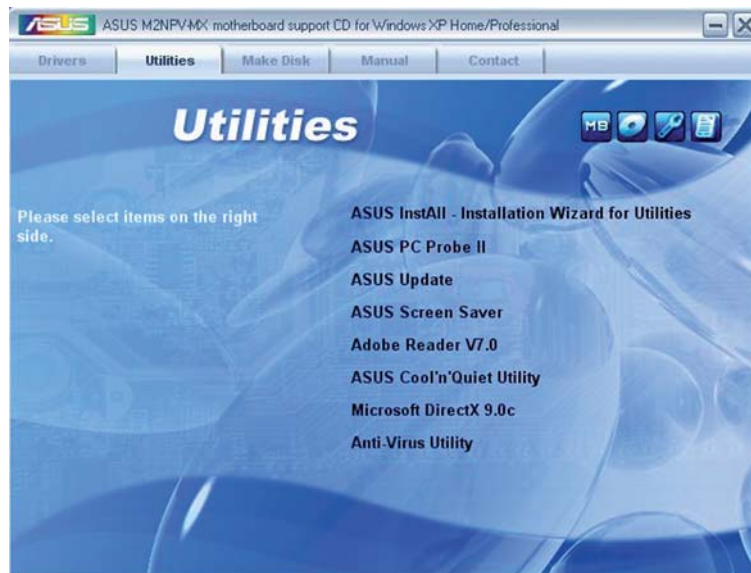 ASUS ASUS M2NPV-MX motherboard support CD for Windows XP Home/Professional
Drivers Utilities Make Disk Manual Contact
Utilities
MB
Please select items on the right
side.
ASUS InstAll - Installation Wizard for Utilities
ASUS PC Probe II
ASUS Update
ASUS Screen Saver
Adobe Reader V7.0
ASUS Cool'n'Quiet Utility
Microsoft DirectX 9.0c
Anti-Virus Utility